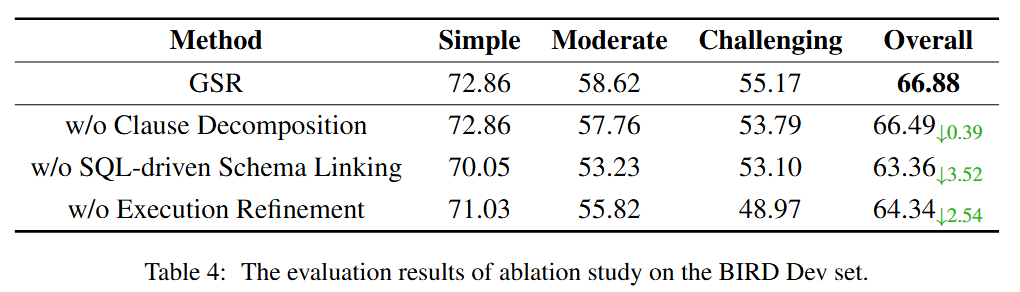 Method Simple Moderate Challenging Overall
GSR 72.86 58.62 55.17 66.88
w/o Clause Decomposition 72.86 57.76 53.79 66.49↓0.39
w/o SQL-driven Schema Linking 70.05 53.23 53.10 63.36↓3.52
w/o Execution Refinement 71.03 55.82 48.97 64.34↓2.54
Table 4: The evaluation results of ablation study on the BIRD Dev set.